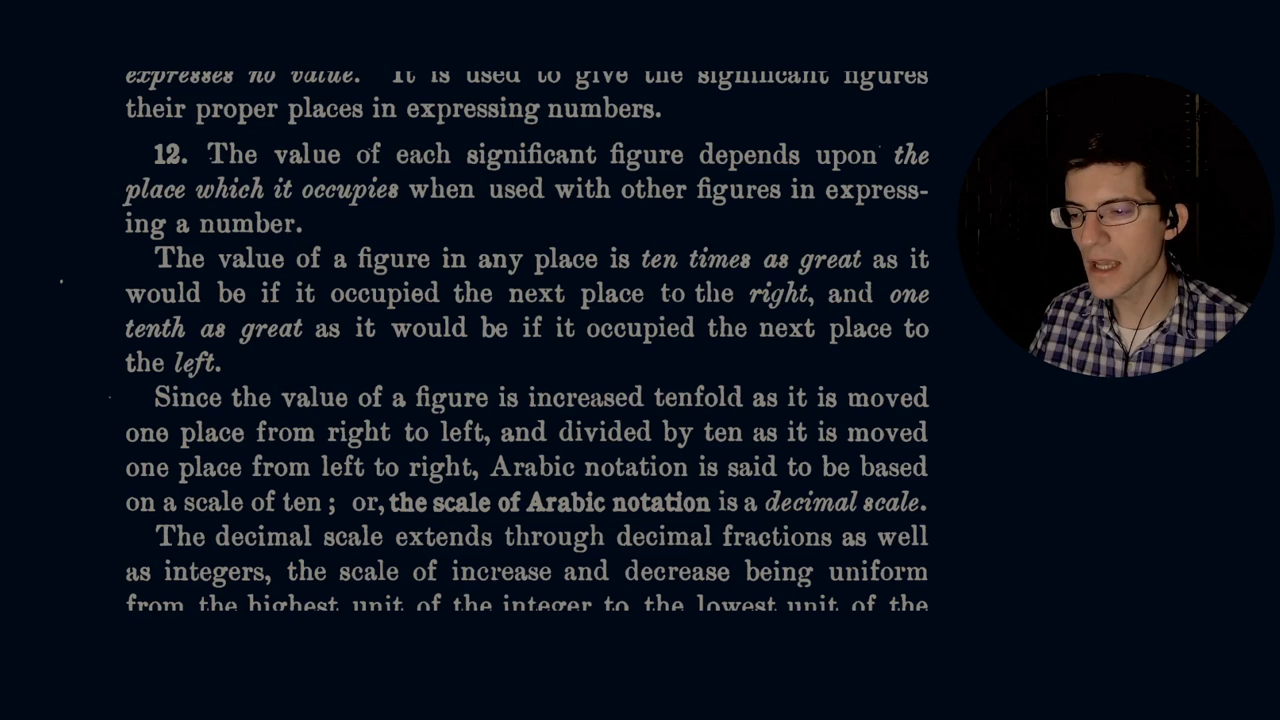 expresses no value. It is used to give the significant figures
their proper places in expressing numbers.
12. The value of each significant figure depends upon the
place which it occupies when used with other figures in express-
ing a number.
The value of a figure in any place is ten times as great as it
would be if it occupied the next place to the right, and one
tenth as great as it would be if it occupied the next place to
the left.
Since the value of a figure is increased tenfold as it is moved
one place from right to left, and divided by ten as it is moved
one place from left to right, Arabic notation is said to be based
on a scale of ten; or, the scale of Arabic notation is a decimal scale.
The decimal scale extends through decimal fractions as well
as integers, the scale of increase and decrease being uniform
from the highest unit of the integer to the lowest unit of the